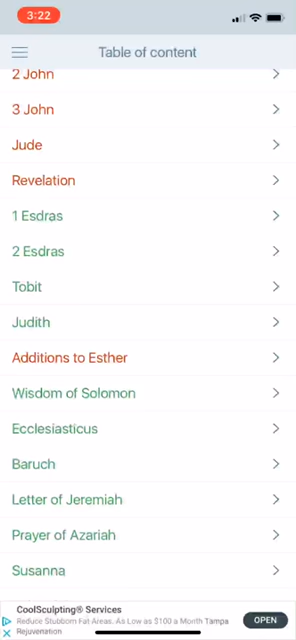 3:22
Table of content
2 John
3 John
Jude
Revelation
1 Esdras
2 Esdras
Tobit
Judith
Additions to Esther
Wisdom of Solomon
Ecclesiasticus
Baruch
Letter of Jeremiah
Prayer of Azariah
Susanna
CoolSculpting® Services
Reduce Stubborn Fat Areas. As Low as $100 a Month Tampa
Rejuvenation
OPEN